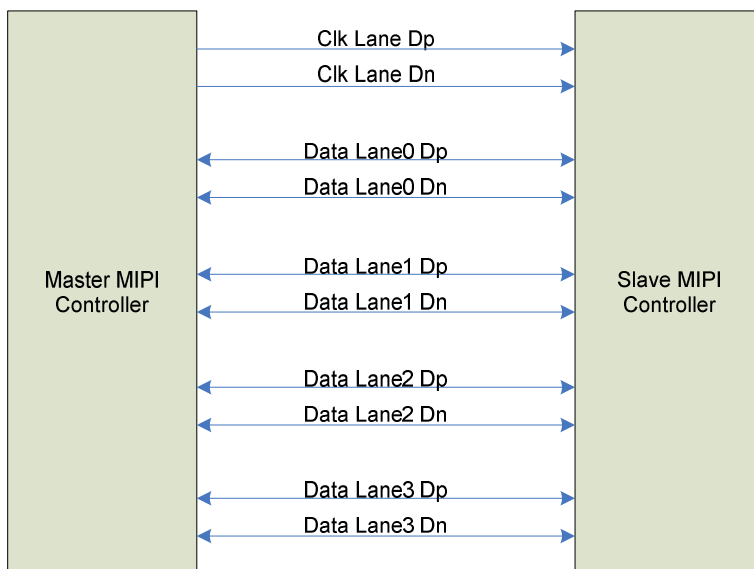 Clk Lane Dp
Clk Lane Dn
Data Lane0 Dp
Data Lane0 Dn
Master MIPI
Controller
Data Lane1 Dp
Data Lane1 Dn
Slave MIPI
Controller
Data Lane2 Dp
Data Lane2 Dn
Data Lane3 Dp
Data Lane3 Dn